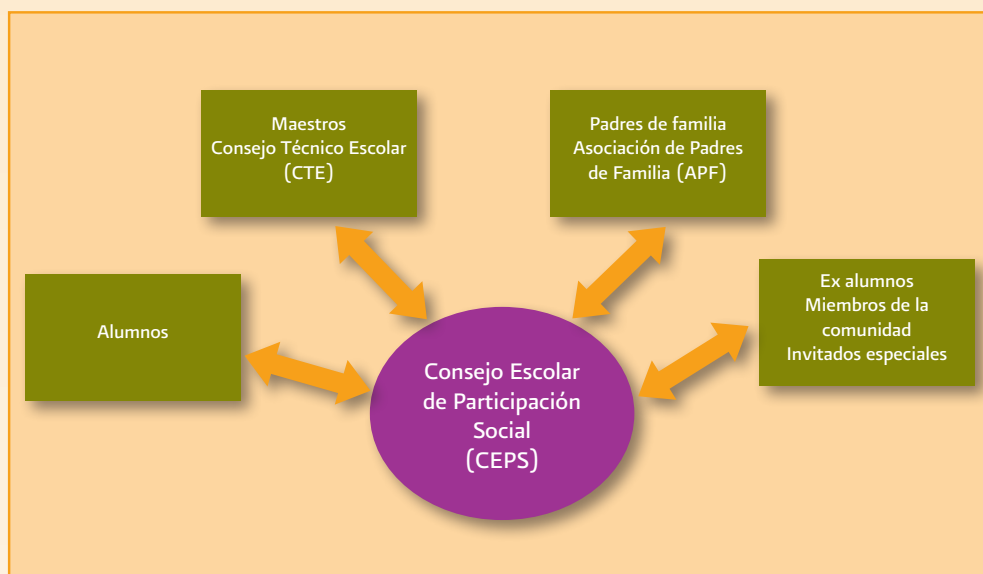 Maestros
Consejo Técnico Escolar
(CTE)
Padres de familia
Asociación de Padres
de Familia (APF)
Alumnos
Ex alumnos
Miembros de la
comunidad
Invitados especiales
Consejo Escolar
de Participación
Social
(CEPS)